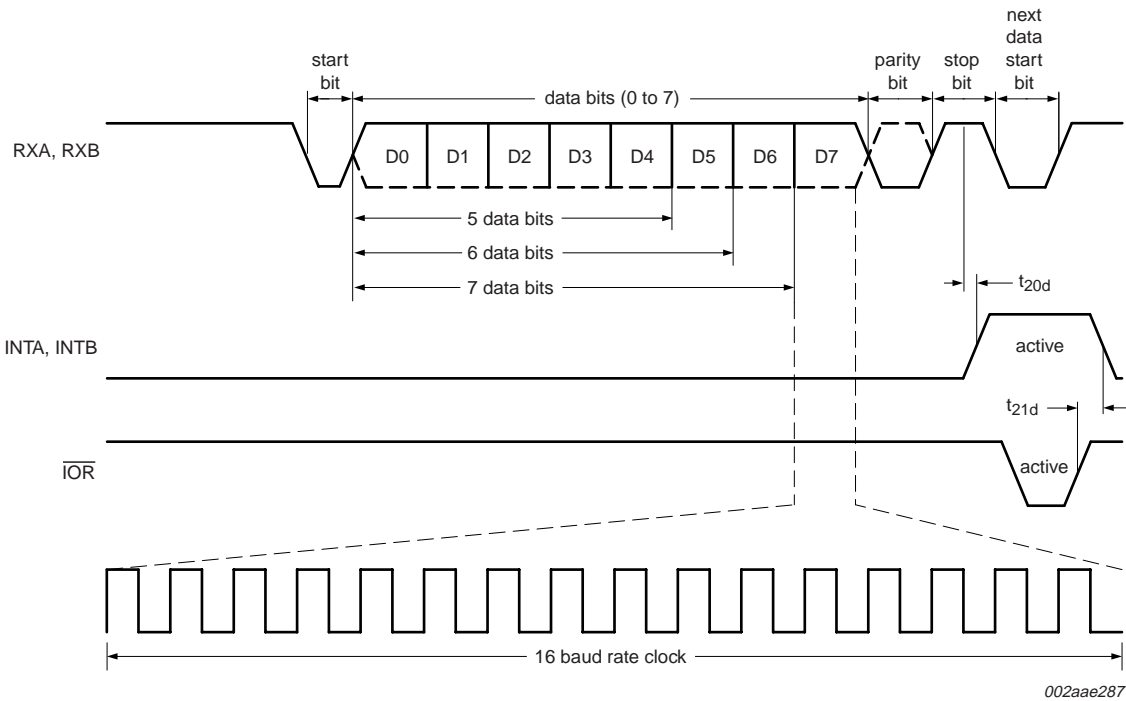 next
data
start
bit
start
bit
parity
bit
stop
bit
data bits (0 to 7)
RXA, RXB
D0 D1 D2 D3 D4 D5 D6 D7
5 data bits
6 data bits
7 data bits
t20d
INTA, INTB
active
t21d
IOR
active
16 baud rate clock
002aae287